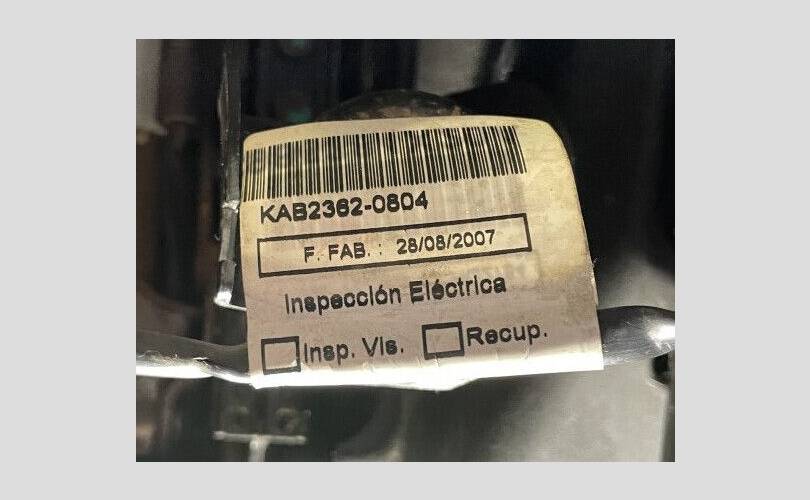 KAB2362-0804
F. FAB. : 28/08/2007
Inspección Eléctrica
Insp. Vis. Recup.